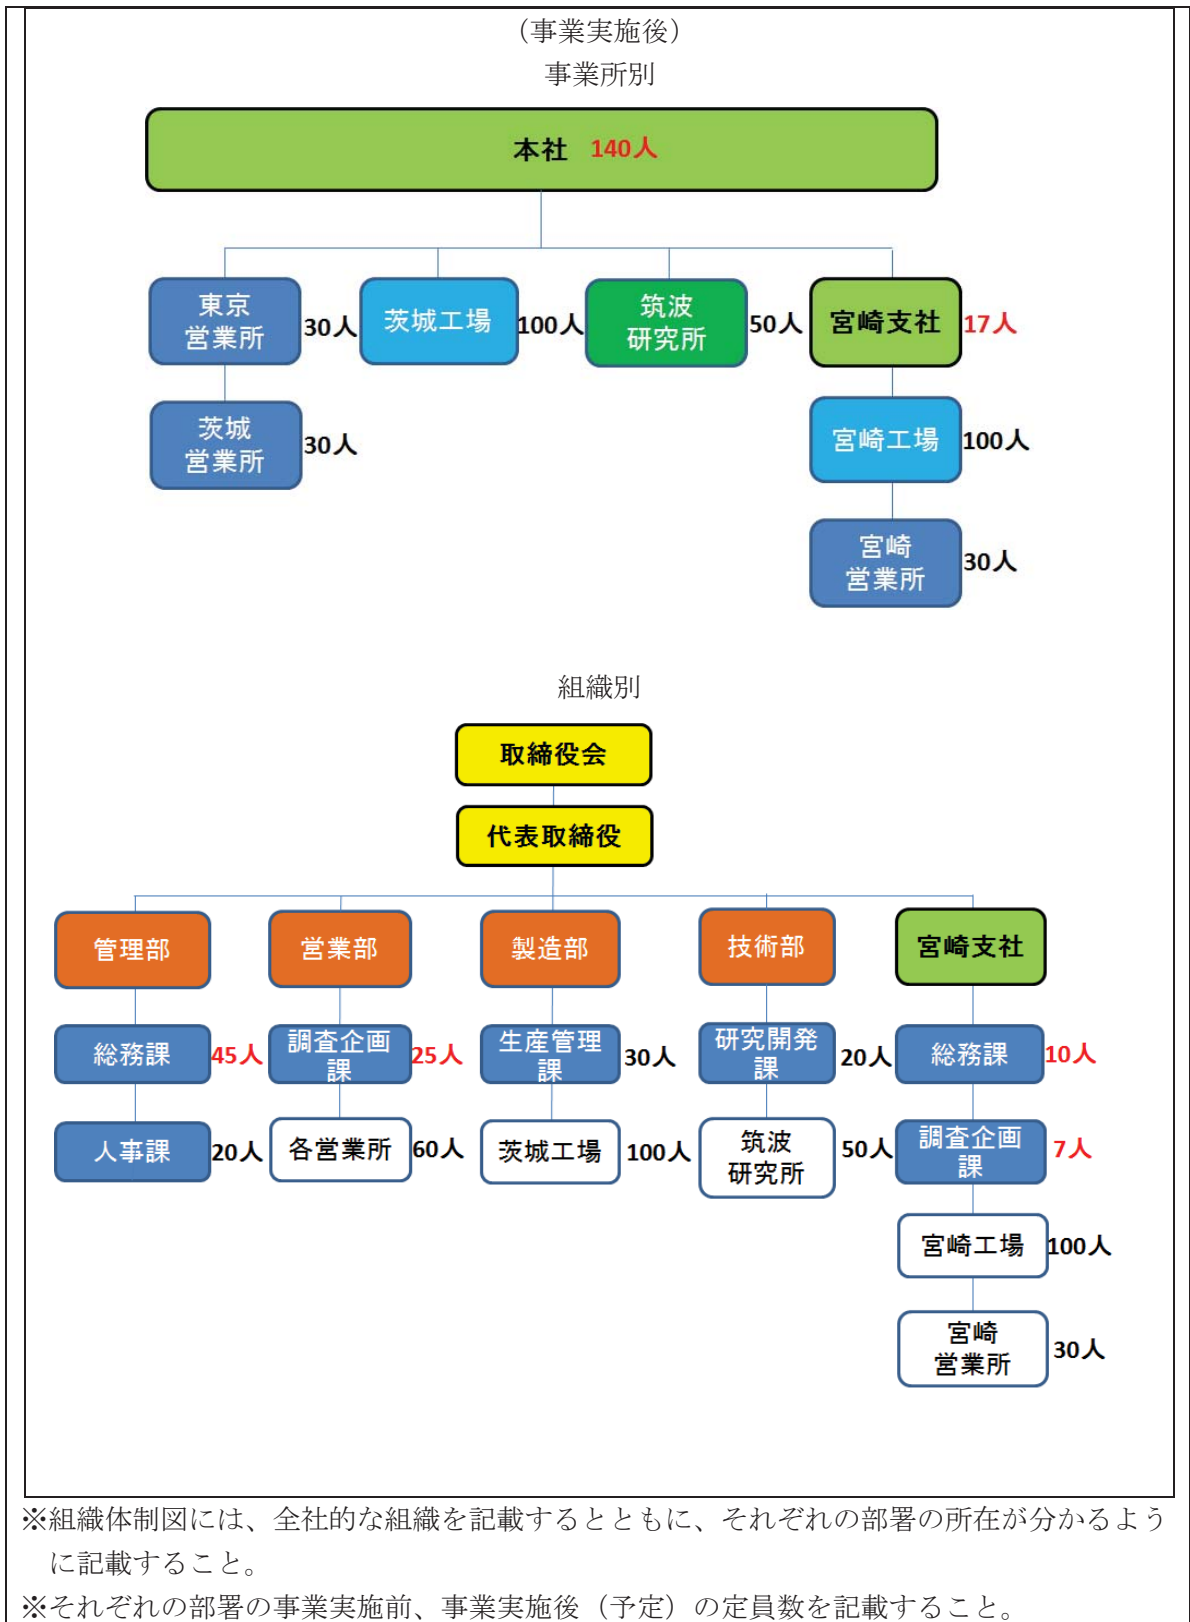 （事業実施後）
事業所別
本社 140人
東京
営業所
30人
茨城工場
100人
筑波
研究所
50人
宮崎支社
17人
茨城
営業所
30人
宮崎工場
100人
宮崎
営業所
30人
組織別
取締役会
代表取締役
管理部
営業部
製造部
技術部
宮崎支社
総務課
45人
調査企画
課
25人
生産管理
課
30人
研究開発
課
20人
総務課
10人
人事課
20人
各営業所
60人
茨城工場
100人
筑波
研究所
50人
調査企画
課
7人
宮崎工場
100人
宮崎
営業所
30人
※組織体制図には、全社的な組織を記載するとともに、それぞれの部署の所在が分かるよう
に記載すること。
※それぞれの部署の事業実施前、事業実施後（予定）の定員数を記載すること。